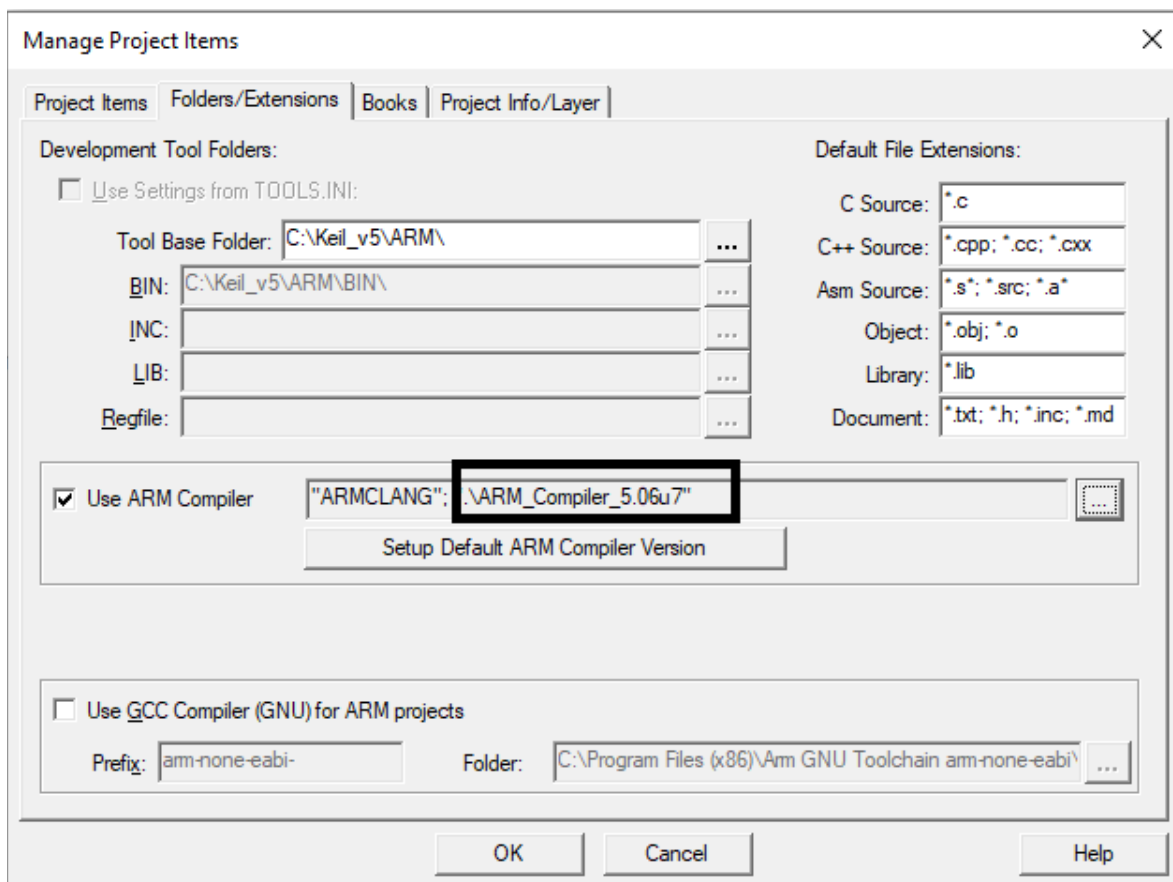 Manage Project Items
Project Items Folders/Extensions Books Project Info/Layer
Development Tool Folders:
Use Settings from TOOLS.INI:
Tool Base Folder: C:\Keil_v5\ARM\ ...
BIN: C:\Keil_v5\ARM\BIN\ ...
INC: ...
LIB: ...
Regfile: ...
Default File Extensions:
C Source: *.c
C++ Source: *.cpp; *.cc; *.cxx
Asm Source: *.s*; *.src; *.a*
Object: *.obj; *.o
Library: *.lib
Document: *.txt; *.h; *.inc; *.md
Use ARM Compiler "ARMCLANG"; ".\ARM_Compiler_5.06u7" ...
Setup Default ARM Compiler Version
Use GCC Compiler (GNU) for ARM projects
Prefix: arm-none-eabi- Folder: C:\Program Files (x86)\Arm GNU Toolchain arm-none-eabi\ ...
OK Cancel Help